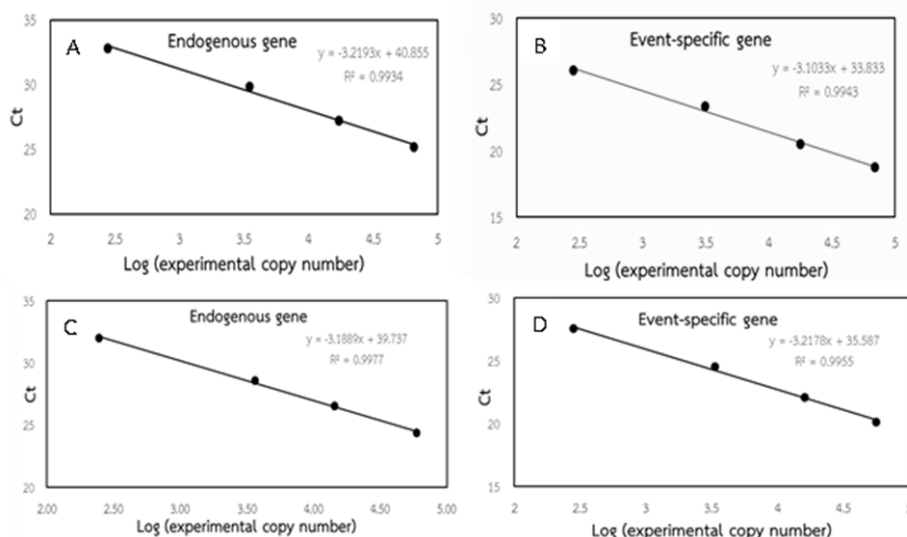 A
Endogenous gene
y = -3.2193x + 40.855
R² = 0.9934
Ct
35
30
25
20
2
2.5
3
3.5
4
4.5
5
Log (experimental copy number)
B
Event-specific gene
y = -3.1033x + 33.833
R² = 0.9943
Ct
30
25
20
15
2
2.5
3
3.5
4
4.5
5
Log (experimental copy number)
C
Endogenous gene
y = -3.1889x + 39.737
R² = 0.9977
Ct
35
30
25
20
2.00
2.50
3.00
3.50
4.00
4.50
5.00
Log (experimental copy number)
D
Event-specific gene
y = -3.2178x + 35.587
R² = 0.9955
Ct
30
25
20
15
2
2.5
3
3.5
4
4.5
Log (experimental copy number)